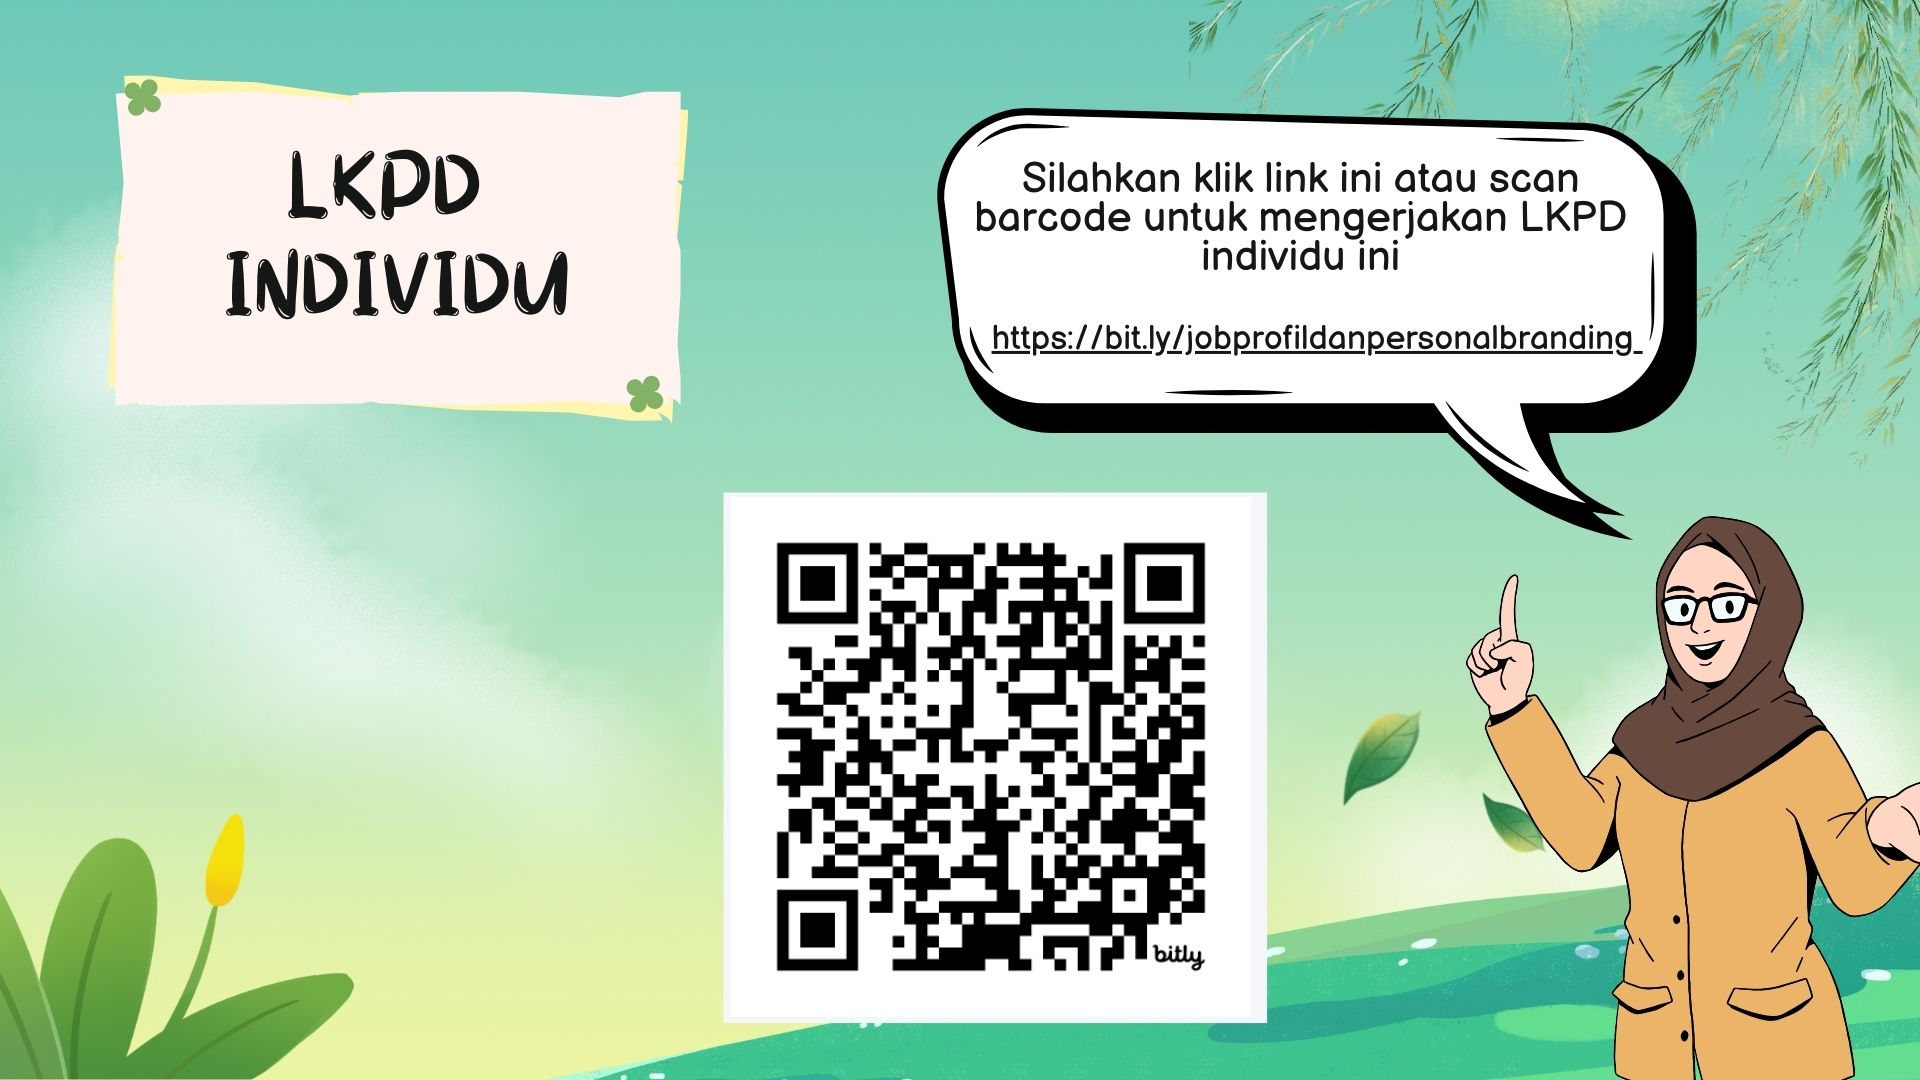 LKPD
INDIVIDU
Silahkan klik link ini atau scan
barcode untuk mengerjakan LKPD
individu ini
https://bit.ly/jobprofildanpersonalbranding
bitly